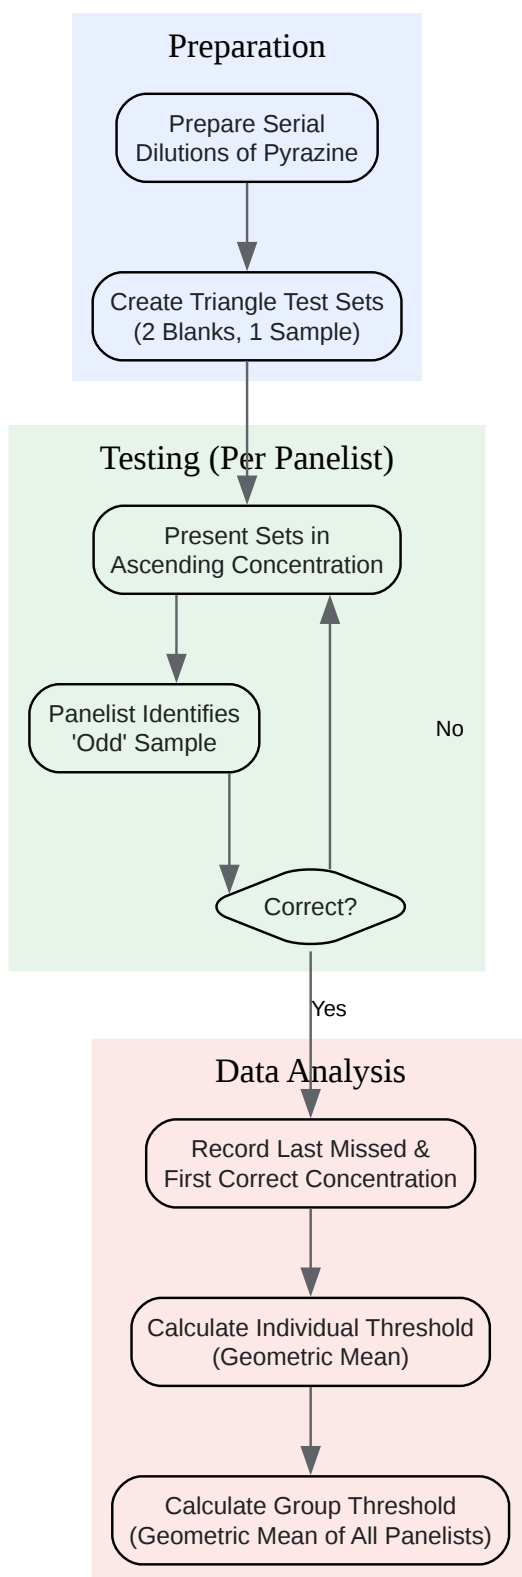 Preparation
Prepare Serial
Dilutions of Pyrazine
Create Triangle Test Sets
(2 Blanks, 1 Sample)
Testing (Per Panelist)
Present Sets in
Ascending Concentration
Panelist Identifies
'Odd' Sample
No
Correct?
Yes
Data Analysis
Record Last Missed &
First Correct Concentration
Calculate Individual Threshold
(Geometric Mean)
Calculate Group Threshold
(Geometric Mean of All Panelists)